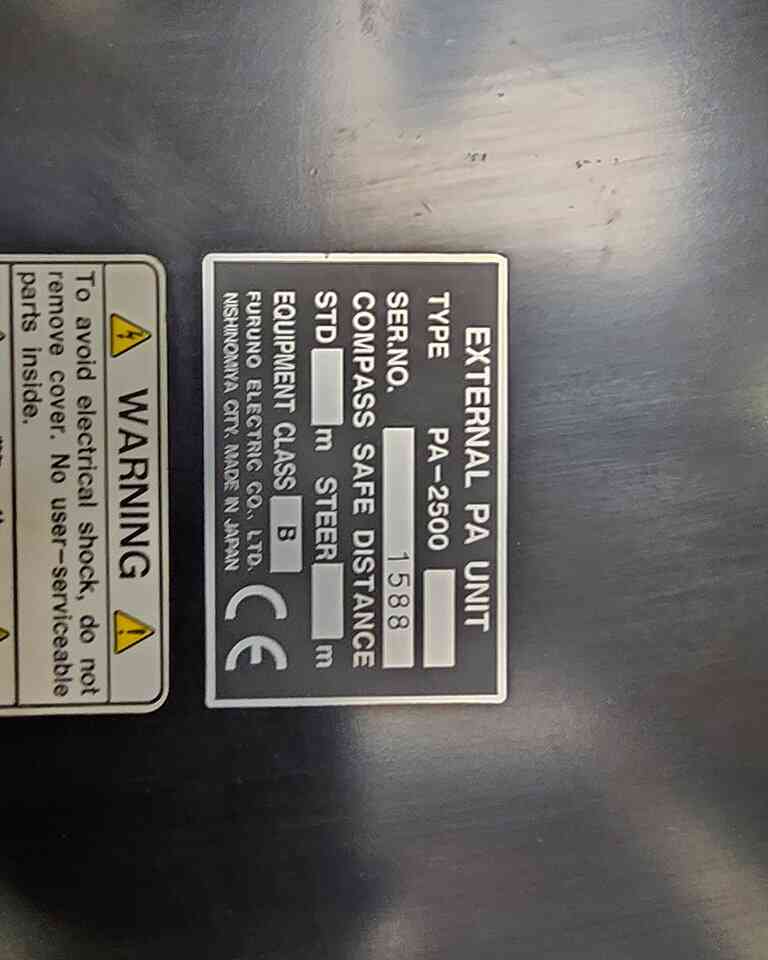 EXTERNAL PA UNIT
TYPE PA-2500
SER.NO. 1588
COMPASS SAFE DISTANCE
STD m STEER m
EQUIPMENT CLASS B
FURUNO ELECTRIC CO., LTD.
NISHINOMIYA CITY. MADE IN JAPAN
CE
WARNING
To avoid electrical shock, do not
remove cover. No user-serviceable
parts inside.